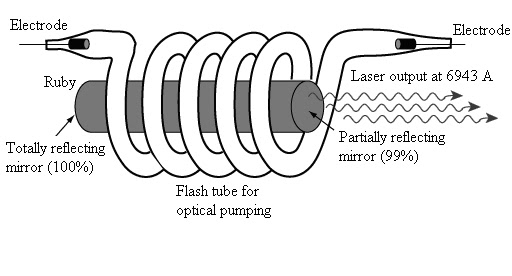 Electrode
Electrode
Ruby
Laser output at 6943 A
Totally reflecting
mirror (100%)
Partially reflecting
mirror (99%)
Flash tube for
optical pumping